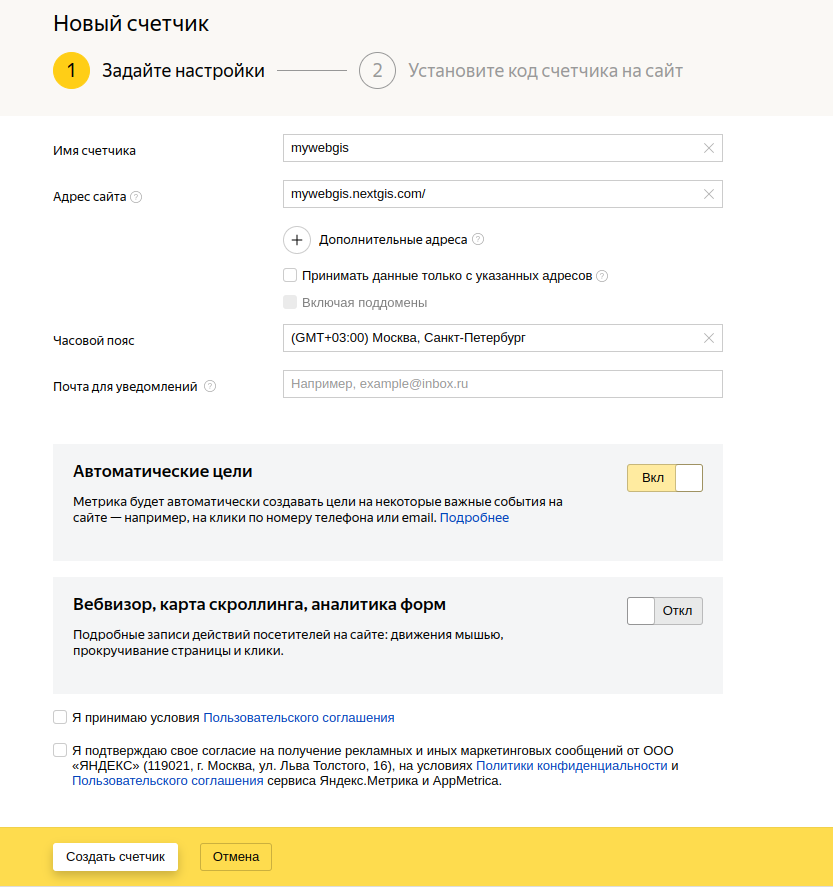 Новый счетчик
1 Задайте настройки 2 Установите код счетчика на сайт
Имя счетчика mywebgis
Адрес сайта ? mywebgis.nextgis.com/
+ Дополнительные адреса ?
Принимать данные только с указанных адресов ?
Включая поддомены
Часовой пояс (GMT+03:00) Москва, Санкт-Петербург
Почта для уведомлений ? Например, example@inbox.ru
Автоматические цели Вкл
Метрика будет автоматически создавать цели на некоторые важные события на
сайте — например, на клики по номеру телефона или email. Подробнее
Вебвизор, карта скроллинга, аналитика форм Откл
Подробные записи действий посетителей на сайте: движения мышью,
прокручивание страницы и клики.
Я принимаю условия Пользовательского соглашения
Я подтверждаю свое согласие на получение рекламных и иных маркетинговых сообщений от ООО
«ЯНДЕКС» (119021, г. Москва, ул. Льва Толстого, 16), на условиях Политики конфиденциальности и
Пользовательского соглашения сервиса Яндекс.Метрика и AppMetrica.
Создать счетчик Отмена